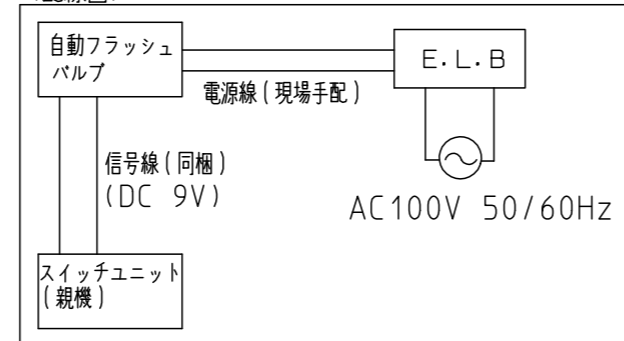 自動フラッシュ
バルブ
E.L.B
電源線(現場手配)
信号線(同梱)
(DC 9V)
AC100V 50/60Hz
スイッチユニット
(親機)